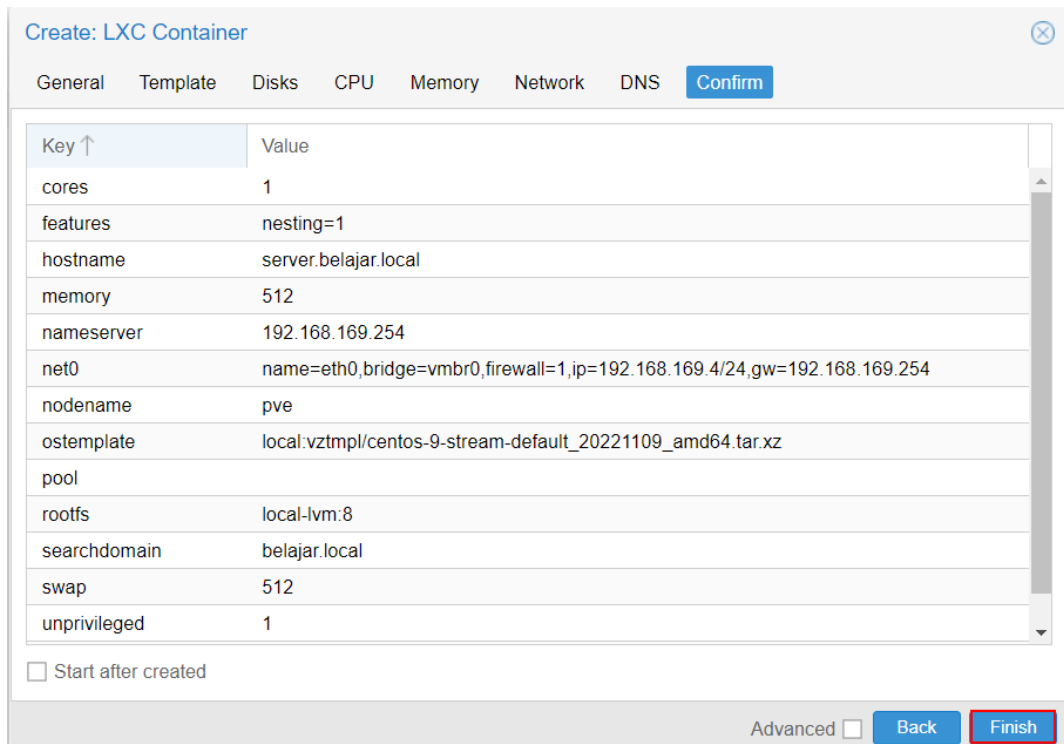 Create: LXC Container
General Template Disks CPU Memory Network DNS Confirm
Key Value
cores 1
features nesting=1
hostname server.belajar.local
memory 512
nameserver 192.168.169.254
net0 name=eth0,bridge=vmbr0,firewall=1,ip=192.168.169.4/24,gw=192.168.169.254
nodename pve
ostemplate local:vztmpl/centos-9-stream-default_20221109_amd64.tar.xz
pool
rootfs local-lvm:8
searchdomain belajar.local
swap 512
unprivileged 1
Start after created
Advanced Back Finish